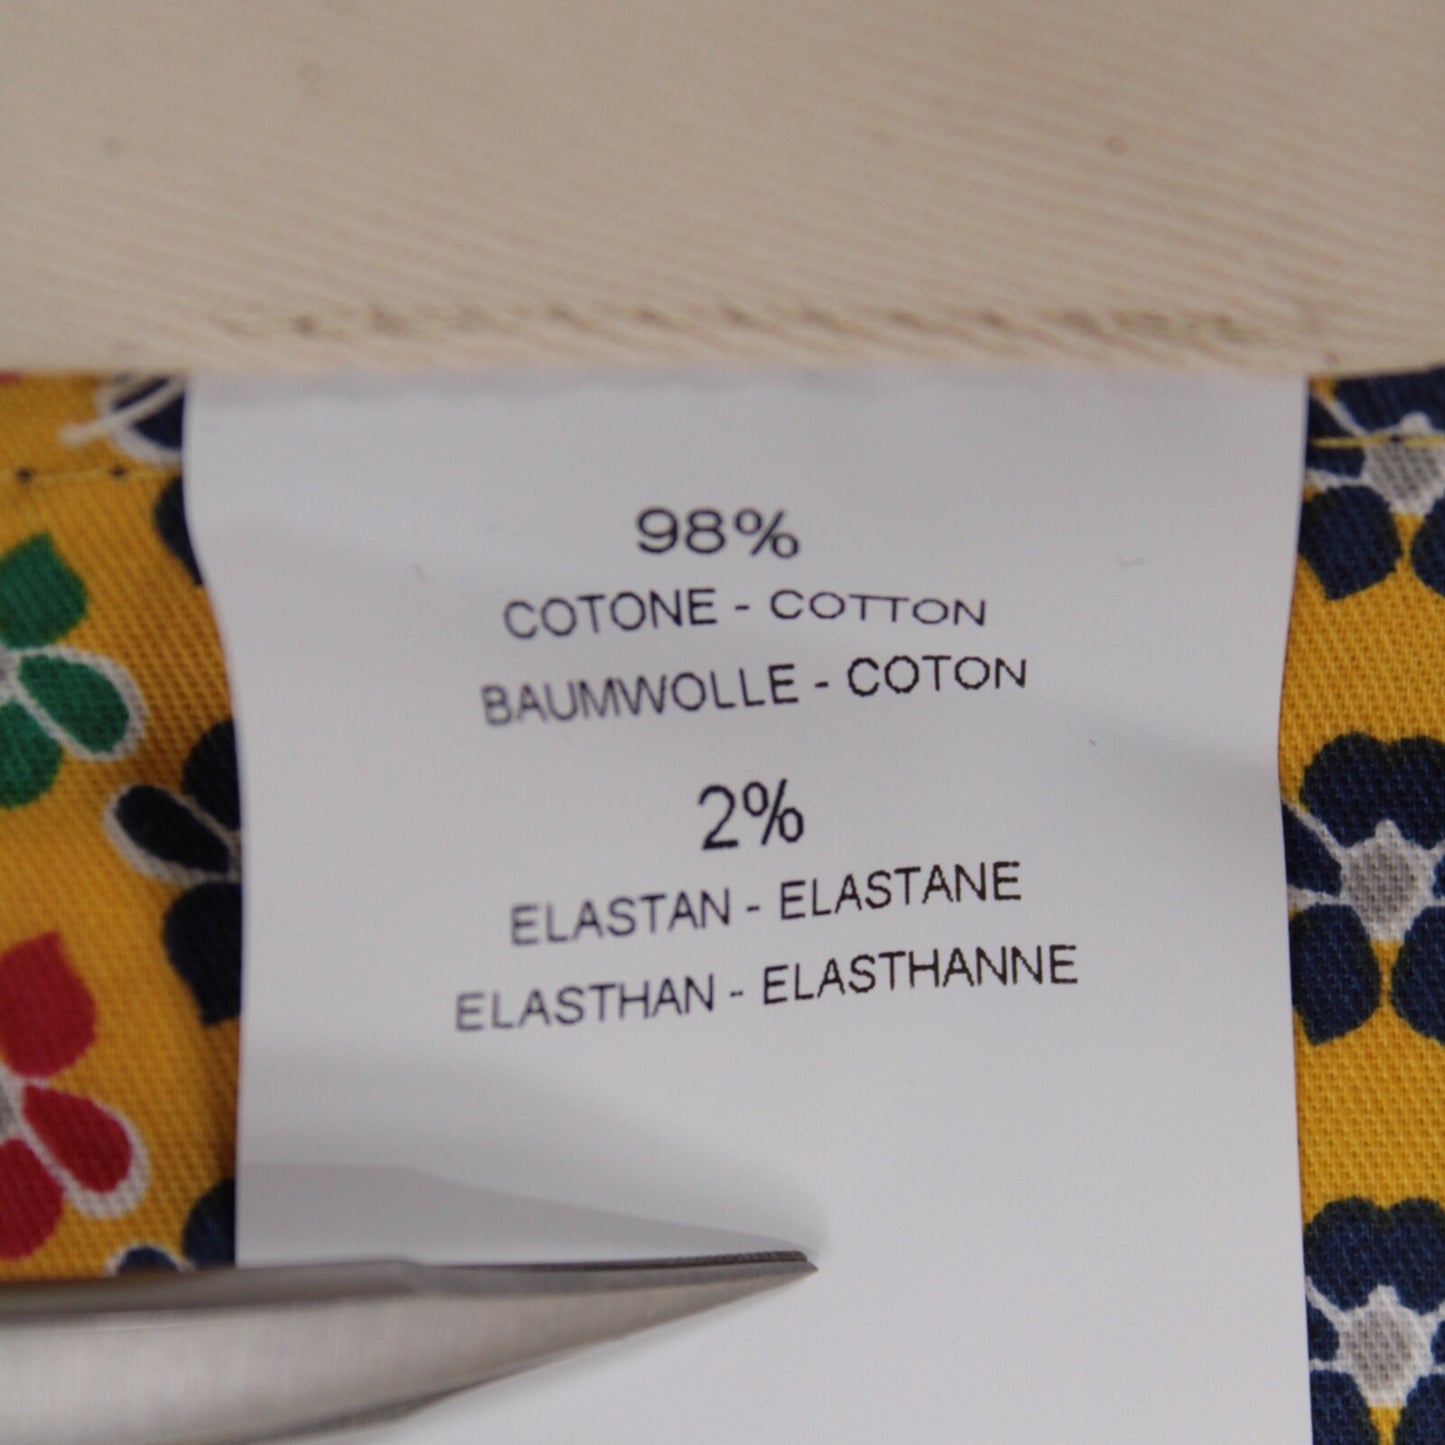 98%
COTONE - COTTON
BAUMWOLLE - COTON
2%
ELASTAN - ELASTANE
ELASTHAN - ELASTHANNE